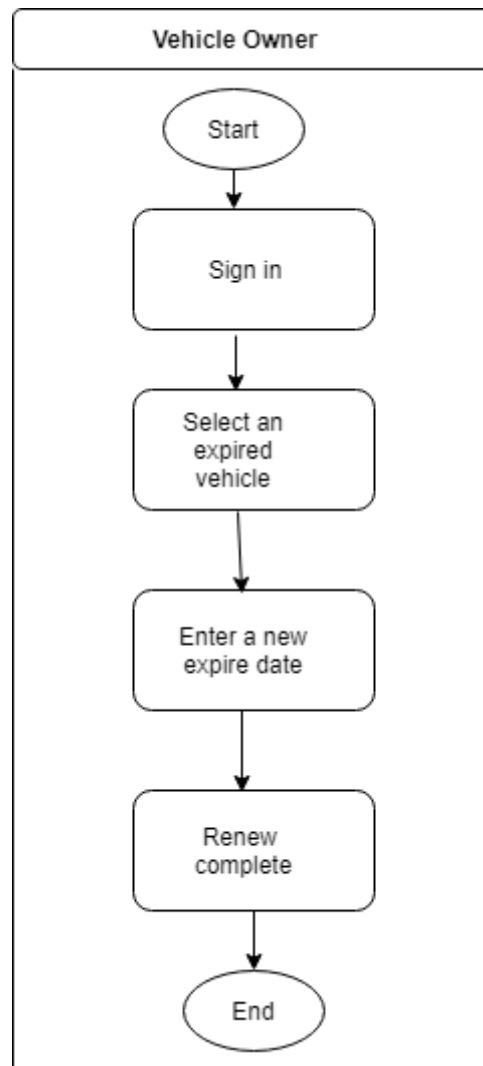 Vehicle Owner
Start
Sign in
Select an
expired
vehicle
Enter a new
expire date
Renew
complete
End